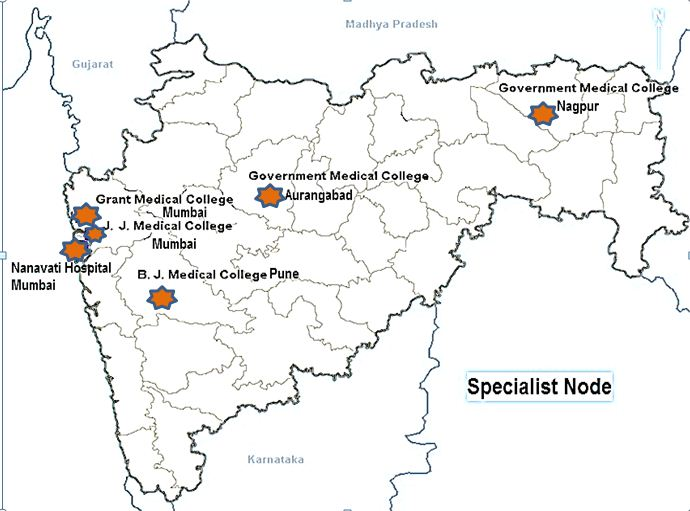 Madhya Pradesh
N
Gujarat
Government Medical College
Nagpur
Government Medical College
Aurangabad
Grant Medical College
Mumbai
J. J. Medical College
Mumbai
Nanavati Hospital
Mumbai
B. J. Medical College Pune
Specialist Node
Karnataka